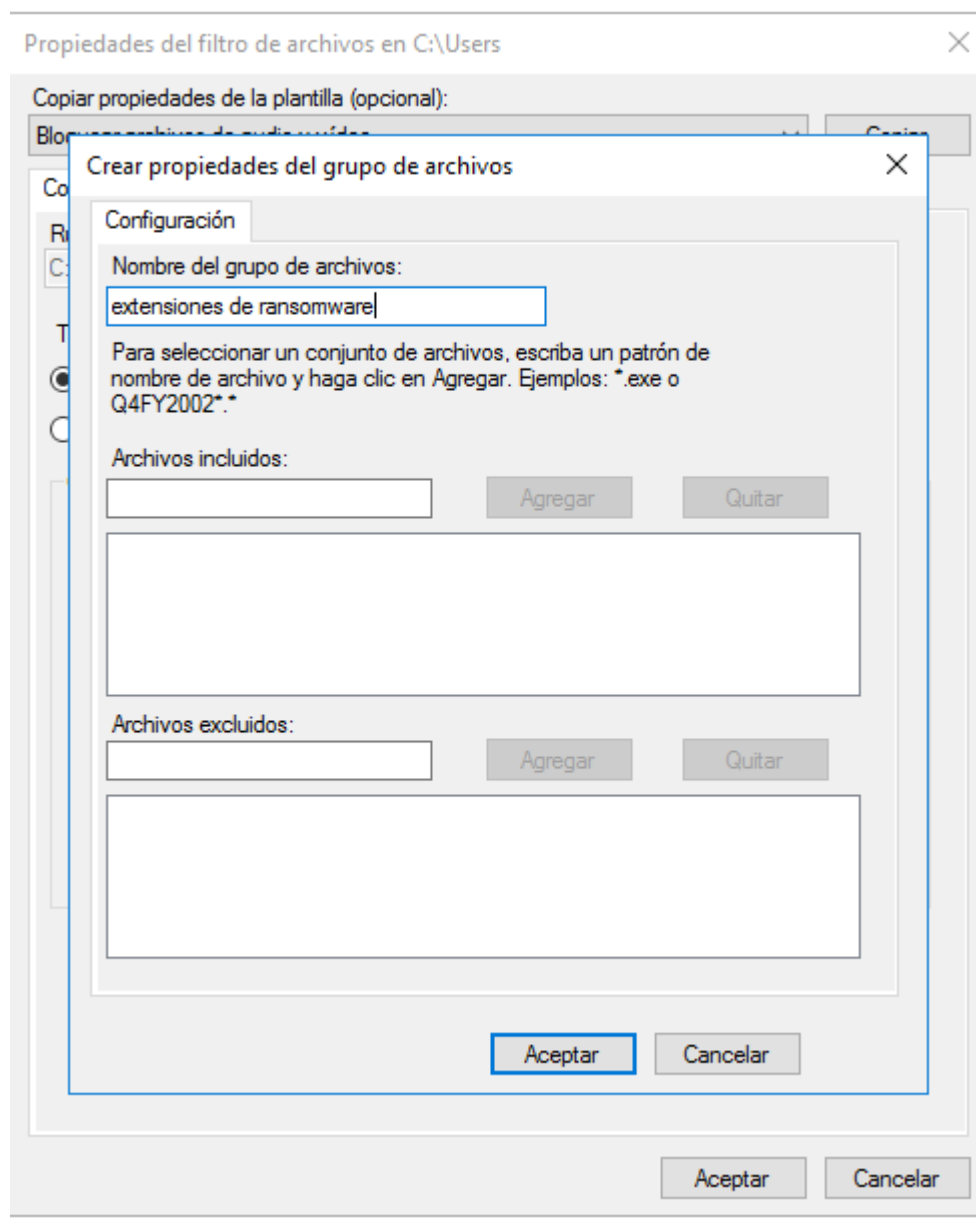 Propiedades del filtro de archivos en C:\Users
Copiar propiedades de la plantilla (opcional):
Crear propiedades del grupo de archivos
Configuración
Nombre del grupo de archivos:
extensiones de ransomware
Para seleccionar un conjunto de archivos, escriba un patrón de
nombre de archivo y haga clic en Agregar. Ejemplos: *.exe o
Q4FY2002*.*
Archivos incluidos:
Agregar Quitar
Archivos excluidos:
Agregar Quitar
Aceptar Cancelar
Aceptar Cancelar